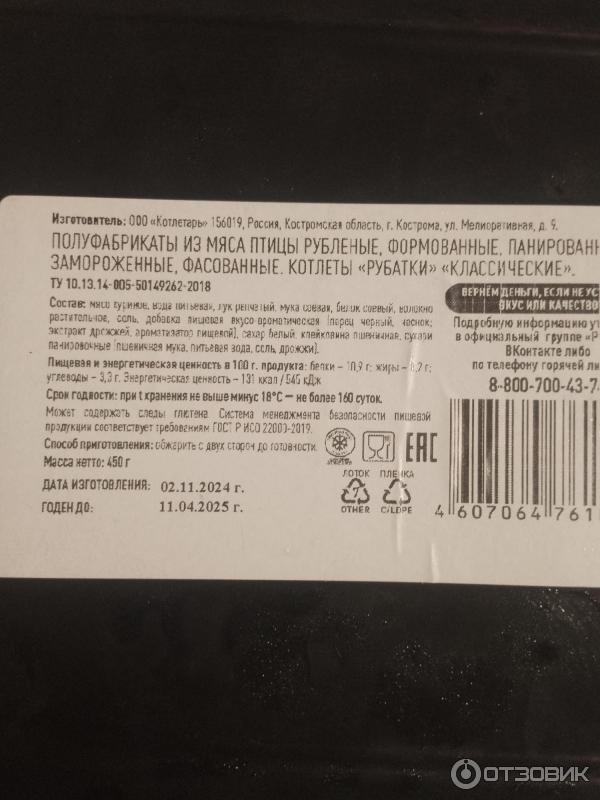 Изготовитель: ООО «Котлетарь» 156019, Россия, Костромская область, г. Кострома, ул. Мелиоративная, д. 9.
ПОЛУФАБРИКАТЫ ИЗ МЯСА ПТИЦЫ РУБЛЕНЫЕ, ФОРМОВАННЫЕ, ПАНИРОВАНН
ЗАМОРОЖЕННЫЕ, ФАСОВАННЫЕ. КОТЛЕТЫ «РУБАТКИ» «КЛАССИЧЕСКИЕ».
ТУ 10.13.14-005-50149262-2018
Состав: мясо куриное, вода питьевая, лук репчатый, мука соевая, белок соевый, волокно
растительное, соль, добавка пищевая вкусо-ароматическая (перец черный, чеснок;
экстракт дрожжей, ароматизатор пищевой), сахар белый, клейковина пшеничная, сухари
панировочные (пшеничная мука, питьевая вода, соль, дрожжи).
Пищевая и энергетическая ценность в 100 г. продукта: белки – 10,9 г; жиры – 8,2 г;
углеводы – 3,3 г. Энергетическая ценность – 131 ккал / 545 кДж
Срок годности: при t хранения не выше минус 18°С — не более 160 суток.
Может содержать следы глютена. Система менеджмента безопасности пищевой
продукции соответствует требованиям ГОСТ Р ИСО 22000-2019.
Способ приготовления: обжарить с двух сторон до готовности.
Масса нетто: 450 г
ДАТА ИЗГОТОВЛЕНИЯ: 02.11.2024 г.
ГОДЕН ДО: 11.04.2025 г.
ЕАС
ЛОТОК ПЛЕНКА
7
OTHER C/LDPE
ВЕРНЁМ ДЕНЬГИ, ЕСЛИ НЕ УС
ВКУС ИЛИ КАЧЕСТВО
Подробную информацию ут
в официальный группе «Р
ВКонтакте либо
по телефону горячей ли
8-800-700-43-7
4 607064 761
ОТЗОВИК